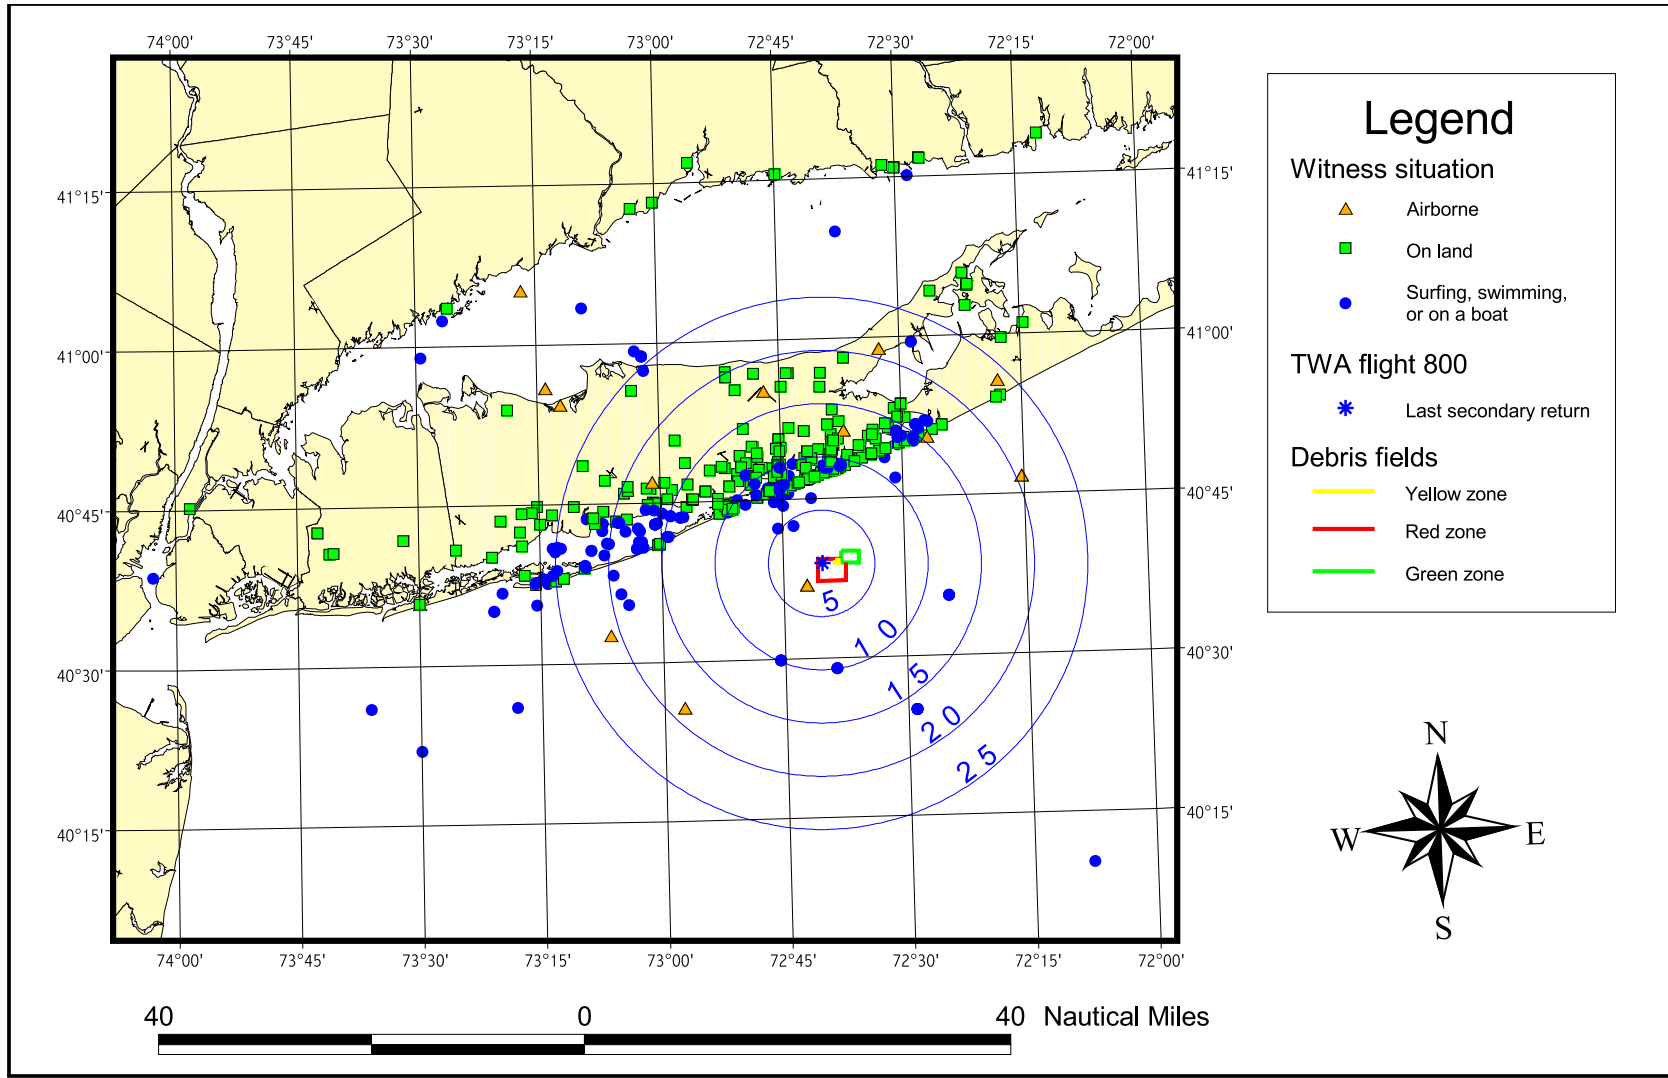 74°00' 73°45' 73°30' 73°15' 73°00' 72°45' 72°30' 72°15' 72°00'
41°15' 41°15'
41°00' 41°00'
40°45' 40°45'
40°30' 40°30'
40°15' 40°15'
5
10
15
20
25
74°00' 73°45' 73°30' 73°15' 73°00' 72°45' 72°30' 72°15' 72°00'
40 0 40 Nautical Miles
Legend
Witness situation
Airborne
On land
Surfing, swimming,
or on a boat
TWA flight 800
Last secondary return
Debris fields
Yellow zone
Red zone
Green zone
N
W E
S